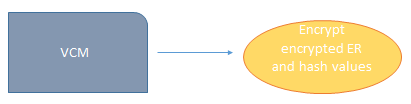 VCM
Encrypt
encrypted ER
and hash values